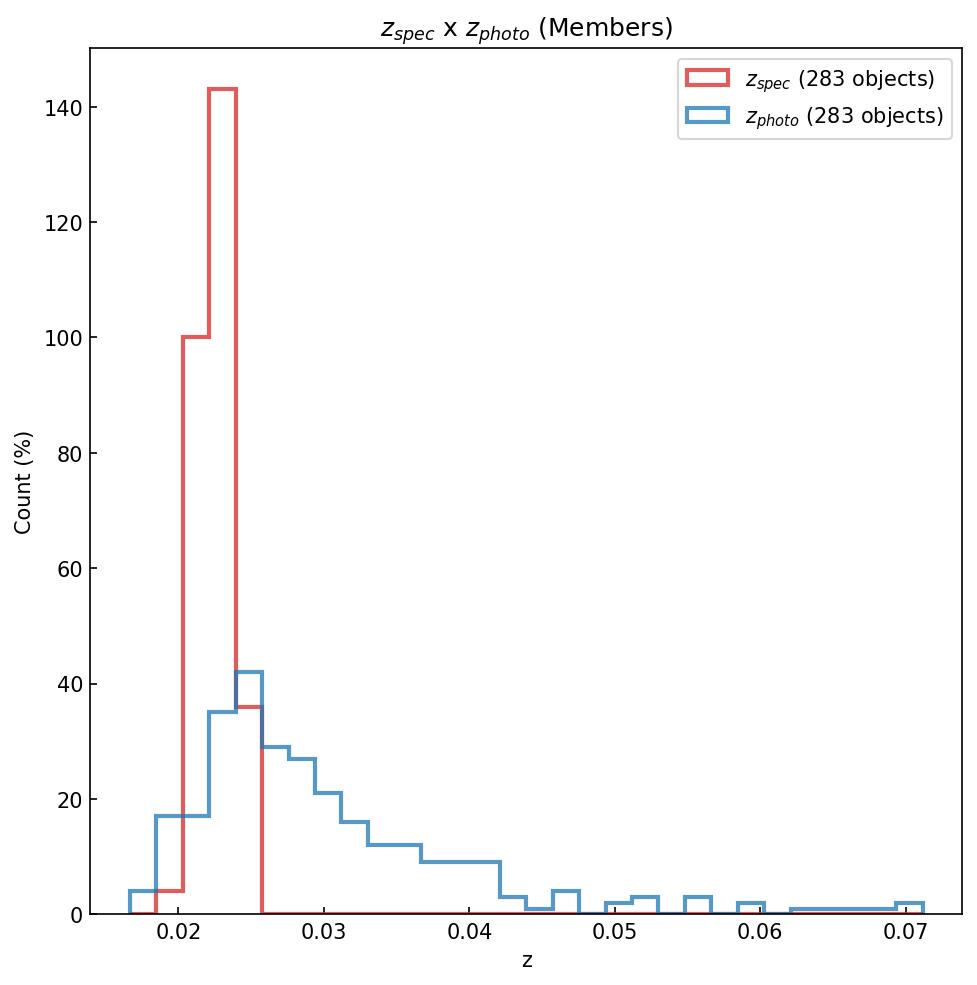 z_spec x z_photo (Members)
z_spec (283 objects)
z_photo (283 objects)
Count (%)
140
120
100
80
60
40
20
0
0.02 0.03 0.04 0.05 0.06 0.07
z